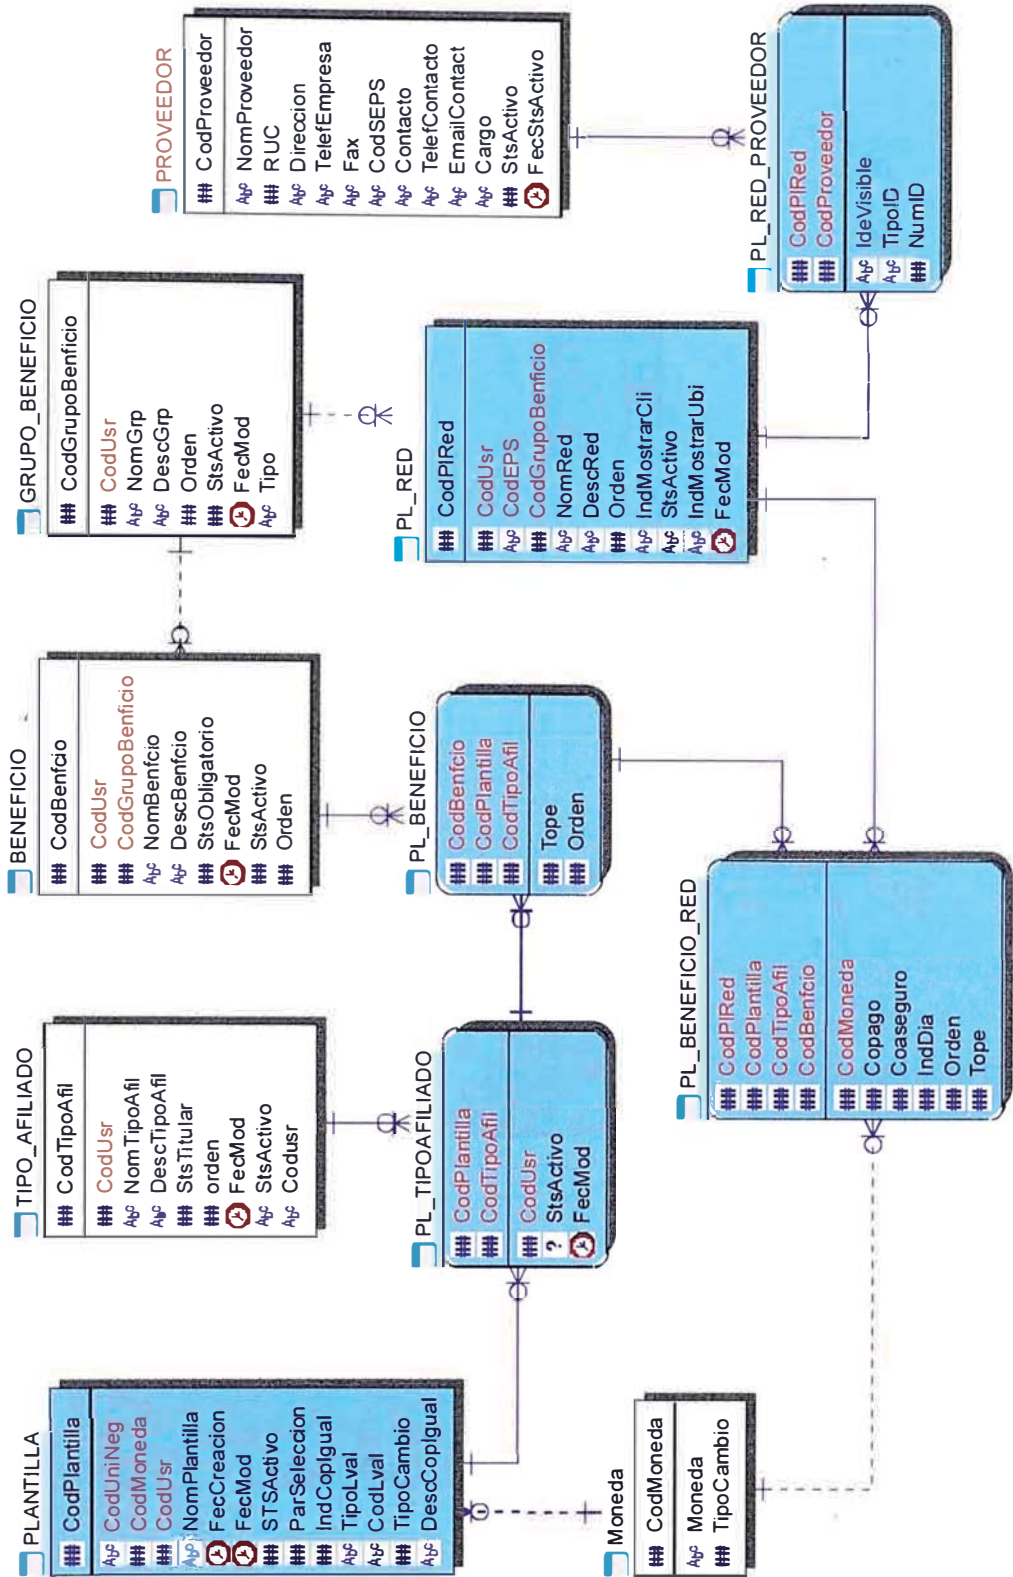 PLANTILLA
CodPlantilla
CodUniNeg
CodMoneda
CodUsr
NomPlantilla
FecCreacion
FecMod
STSActivo
ParSeleccion
IndCopIgual
TipoLval
CodLval
TipoCambio
DescCopIgual
TIPO_AFILIADO
CodTipoAfil
CodUsr
NomTipoAfil
DescTipoAfil
StsTitular
orden
FecMod
StsActivo
Codusr
BENEFICIO
CodBenfcio
CodUsr
CodGrupoBenficio
NomBenfcio
DescBenfcio
StsObligatorio
FecMod
StsActivo
Orden
GRUPO_BENEFICIO
CodGrupoBenficio
CodUsr
NomGrp
DescGrp
Orden
StsActivo
FecMod
Tipo
PROVEEDOR
CodProveedor
NomProveedor
RUC
Direccion
TelefEmpresa
Fax
CodSEPS
Contacto
TelefContacto
EmailContact
Cargo
StsActivo
FecStsActivo
PL_TIPOAFILIADO
CodPlantilla
CodTipoAfil
CodUsr
? StsActivo
FecMod
PL_BENEFICIO
CodBenfcio
CodPlantilla
CodTipoAfil
Tope
Orden
PL_RED
CodPlRed
CodUsr
CodEPS
CodGrupoBenficio
NomRed
DescRed
Orden
IndMostrarCli
StsActivo
IndMostrarUbi
FecMod
Moneda
CodMoneda
Moneda
TipoCambio
PL_BENEFICIO_RED
CodPlRed
CodPlantilla
CodTipoAfil
CodBenfcio
CodMoneda
Copago
Coaseguro
IndDia
Orden
Tope
PL_RED_PROVEEDOR
CodPlRed
CodProveedor
IdeVisible
TipoID
NumID